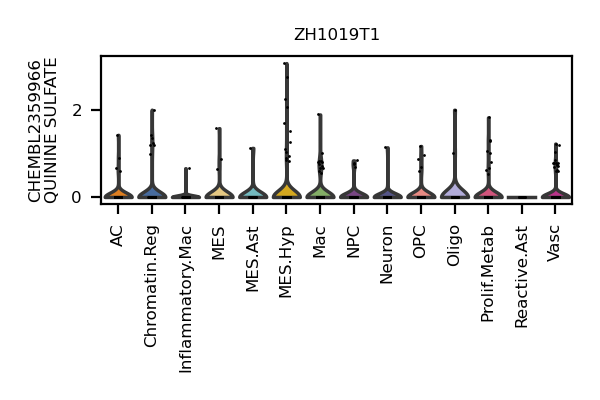 ZH1019T1
CHEMBL2359966
QUININE SULFATE
2
0
AC
Chromatin.Reg
Inflammatory.Mac
MES
MES.Ast
MES.Hyp
Mac
NPC
Neuron
OPC
Oligo
Prolif.Metab
Reactive.Ast
Vasc